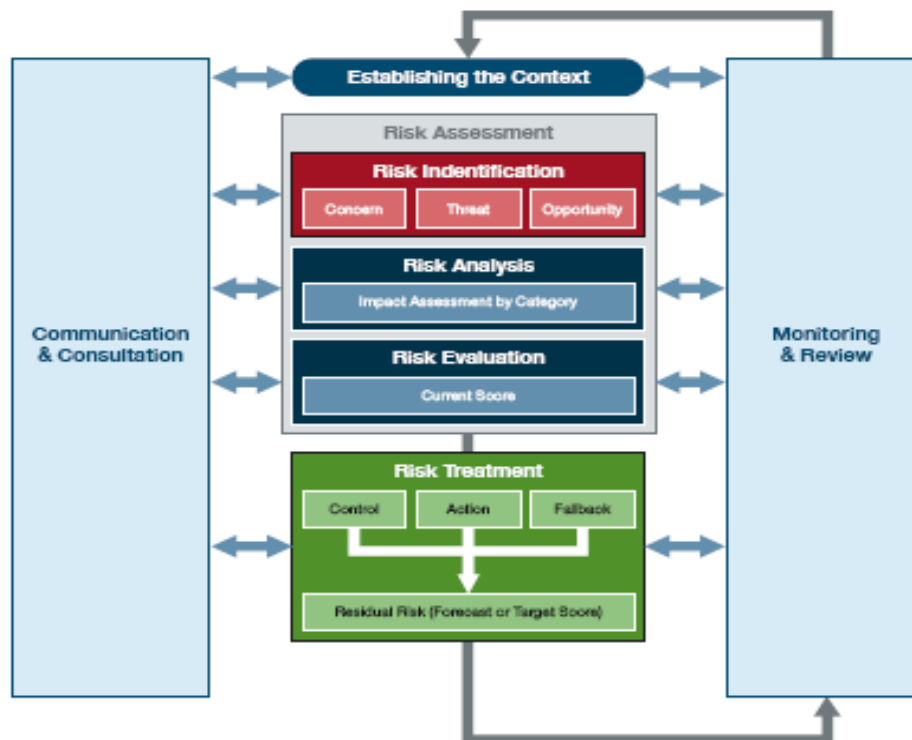 Establishing the Context
Risk Assessment
Risk Indentification
Concern
Threat
Opportunity
Risk Analysis
Impact Assessment by Category
Communication
& Consultation
Monitoring
& Review
Risk Evaluation
Current Score
Risk Treatment
Control
Action
Fallback
Residual Risk (Forecast or Target Score)